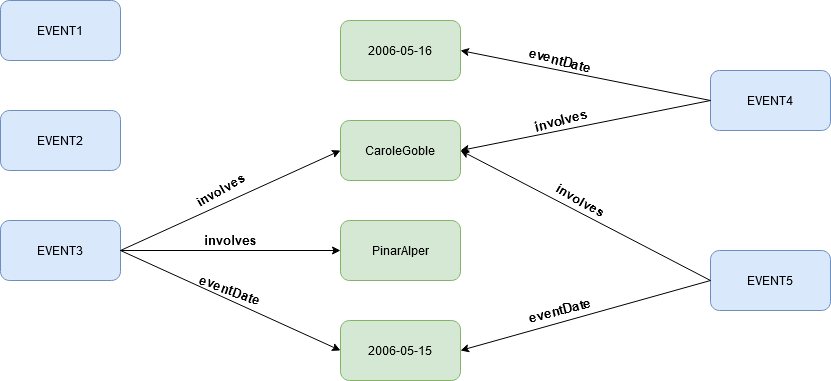 EVENT1
2006-05-16
eventDate
EVENT4
involves
EVENT2
CaroleGoble
involves
involves
EVENT3
involves
PinarAlper
eventDate
eventDate
EVENT5
2006-05-15